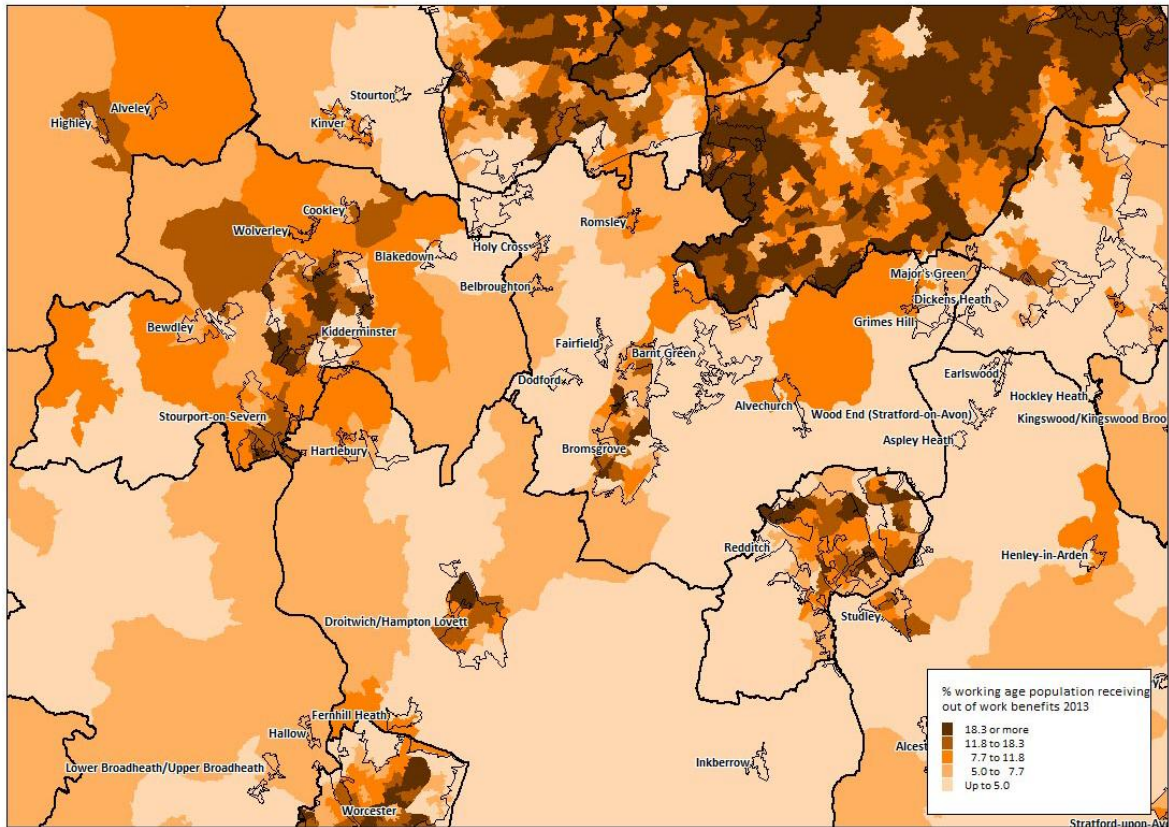 Stourton
Alveley
Highley
Kinver
Cookley
Wolverley
Romsley
Holy Cross
Blakedown
Belbroughton
Major's Green
Dickens Heath
Grimes Hill
Bewdley
Kidderminster
Fairfield
Barnt Green
Dodford
Earlswood
Hockley Heath
Alvechurch
Wood End (Stratford-on-Avon)
Kingswood/Kingswood Broo
Stourport-on-Severn
Hartlebury
Bromsgrove
Aspley Heath
Redditch
Henley-in-Arden
Droitwich/Hampton Lovett
Studley
% working age population receiving
out of work benefits 2013
18.3 or more
11.8 to 18.3
7.7 to 11.8
5.0 to 7.7
Up to 5.0
Fernhill Heath
Hallow
Alcest
Lower Broadheath/Upper Broadheath
Inkberrow
Worcester
Stratford-upon-Av